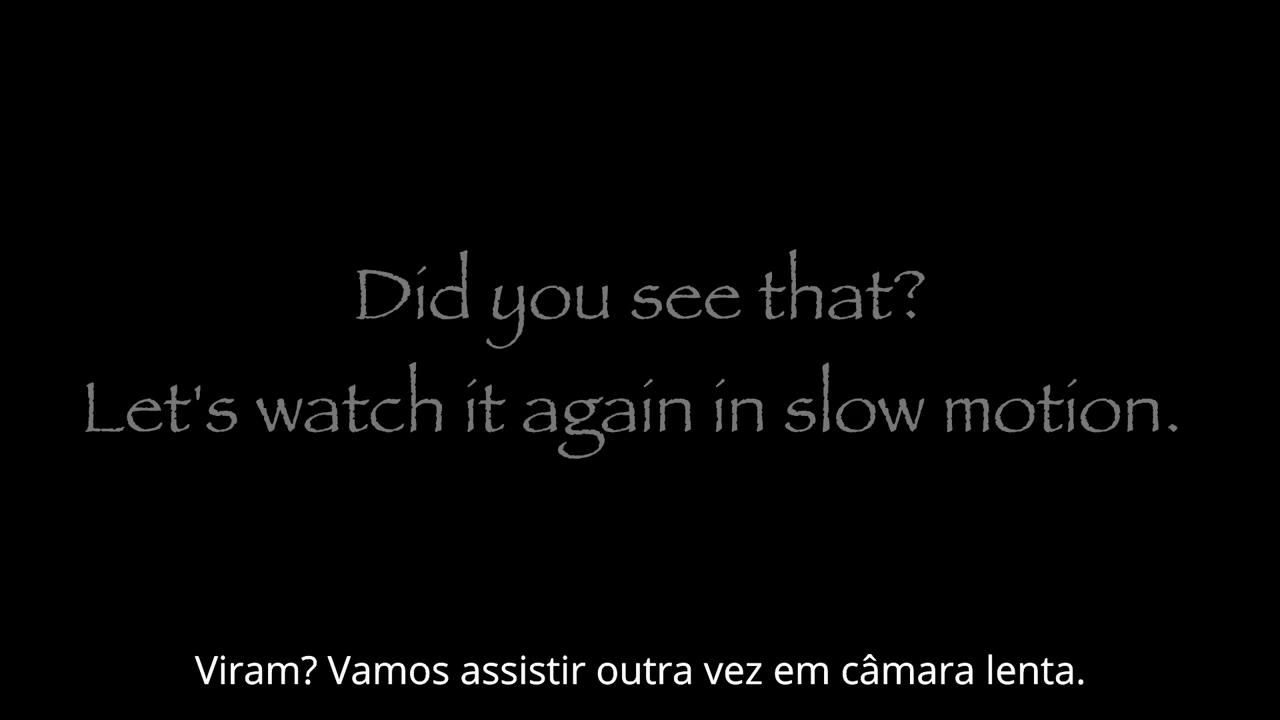 Did you see that?
Let's watch it again in slow motion.
Viram? Vamos assistir outra vez em câmara lenta.